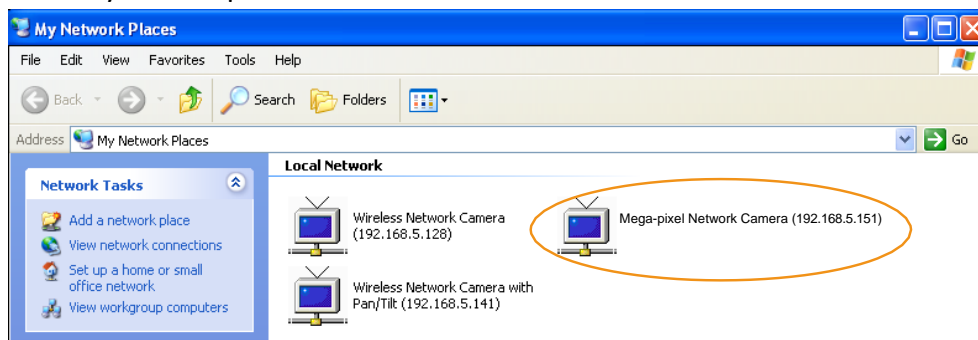 My Network Places
File Edit View Favorites Tools Help
Back Search Folders
Address My Network Places Go
Local Network
Network Tasks
Add a network place
View network connections
Set up a home or small
office network
View workgroup computers
Wireless Network Camera
(192.168.5.128)
Mega-pixel Network Camera (192.168.5.151)
Wireless Network Camera with
Pan/Tilt (192.168.5.141)